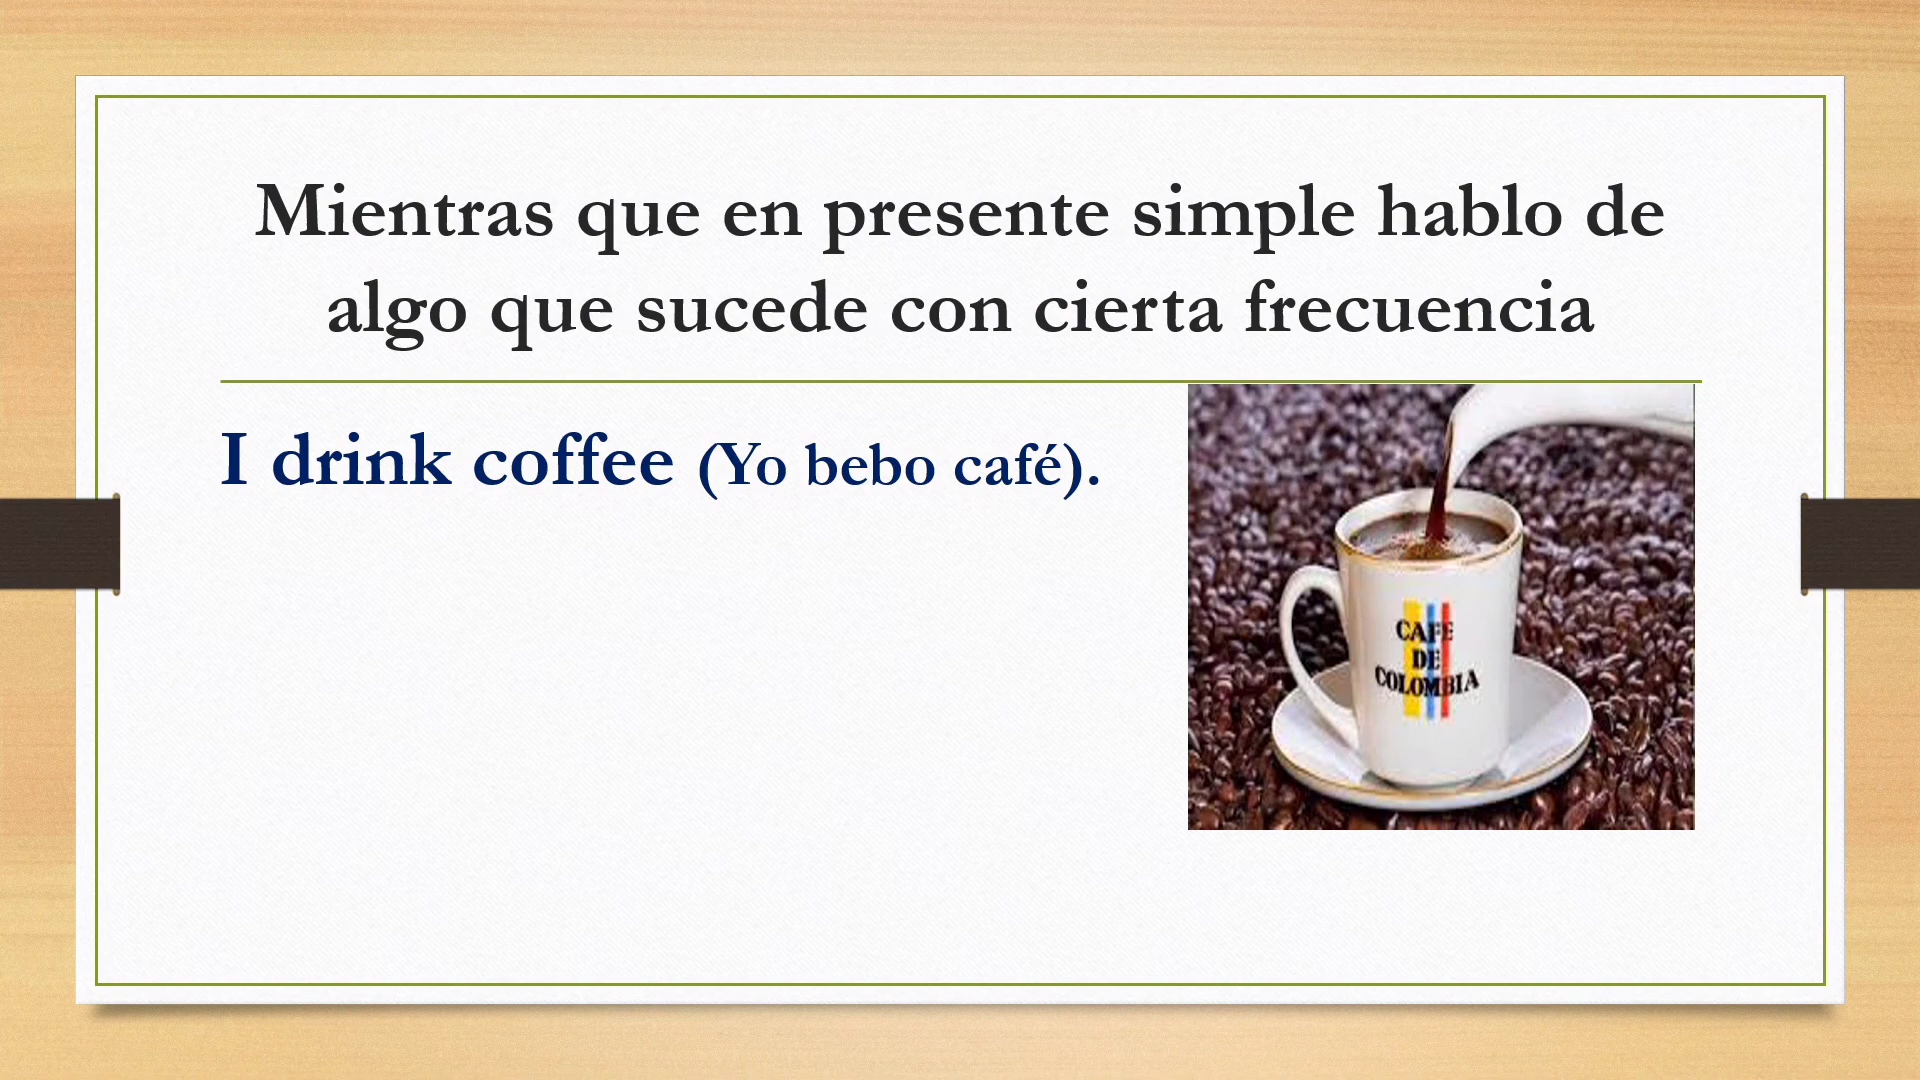 Mientras que en presente simple hablo de
algo que sucede con cierta frecuencia
I drink coffee (Yo bebo café).
CAFE
DE
COLOMBIA